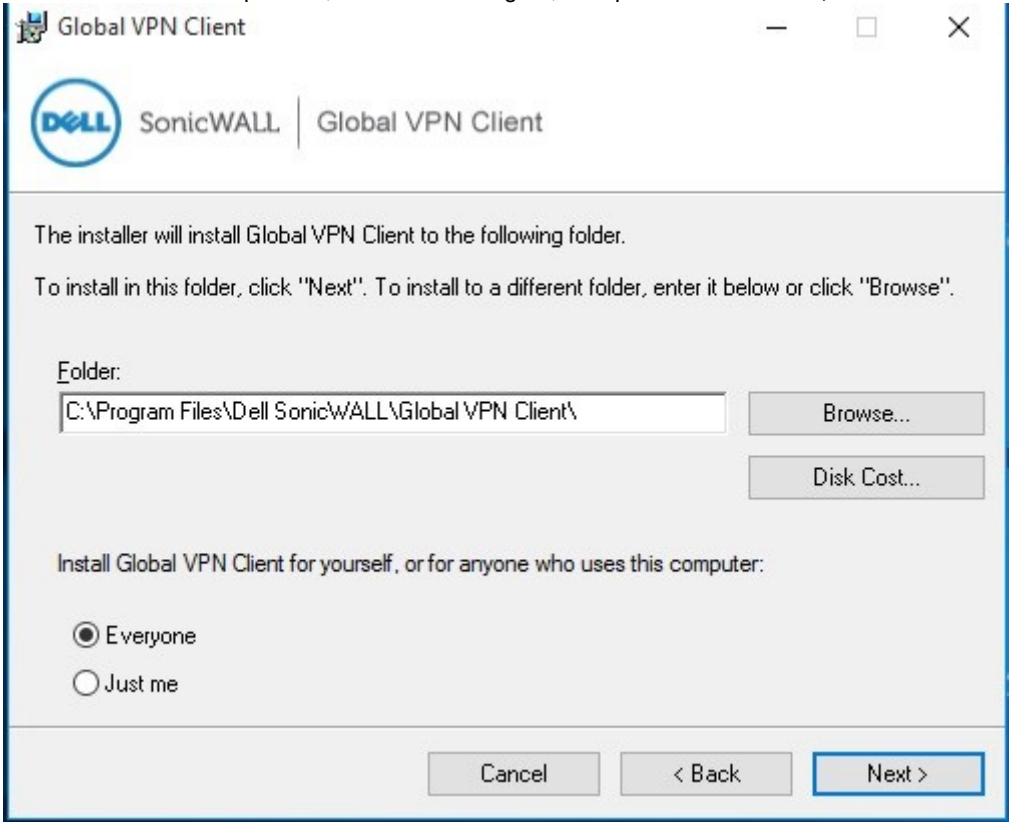 Global VPN Client
DELL SonicWALL Global VPN Client
The installer will install Global VPN Client to the following folder.
To install in this folder, click "Next". To install to a different folder, enter it below or click "Browse".
Folder:
C:\Program Files\Dell SonicWALL\Global VPN Client\
Browse...
Disk Cost...
Install Global VPN Client for yourself, or for anyone who uses this computer:
Everyone
Just me
Cancel
< Back
Next >